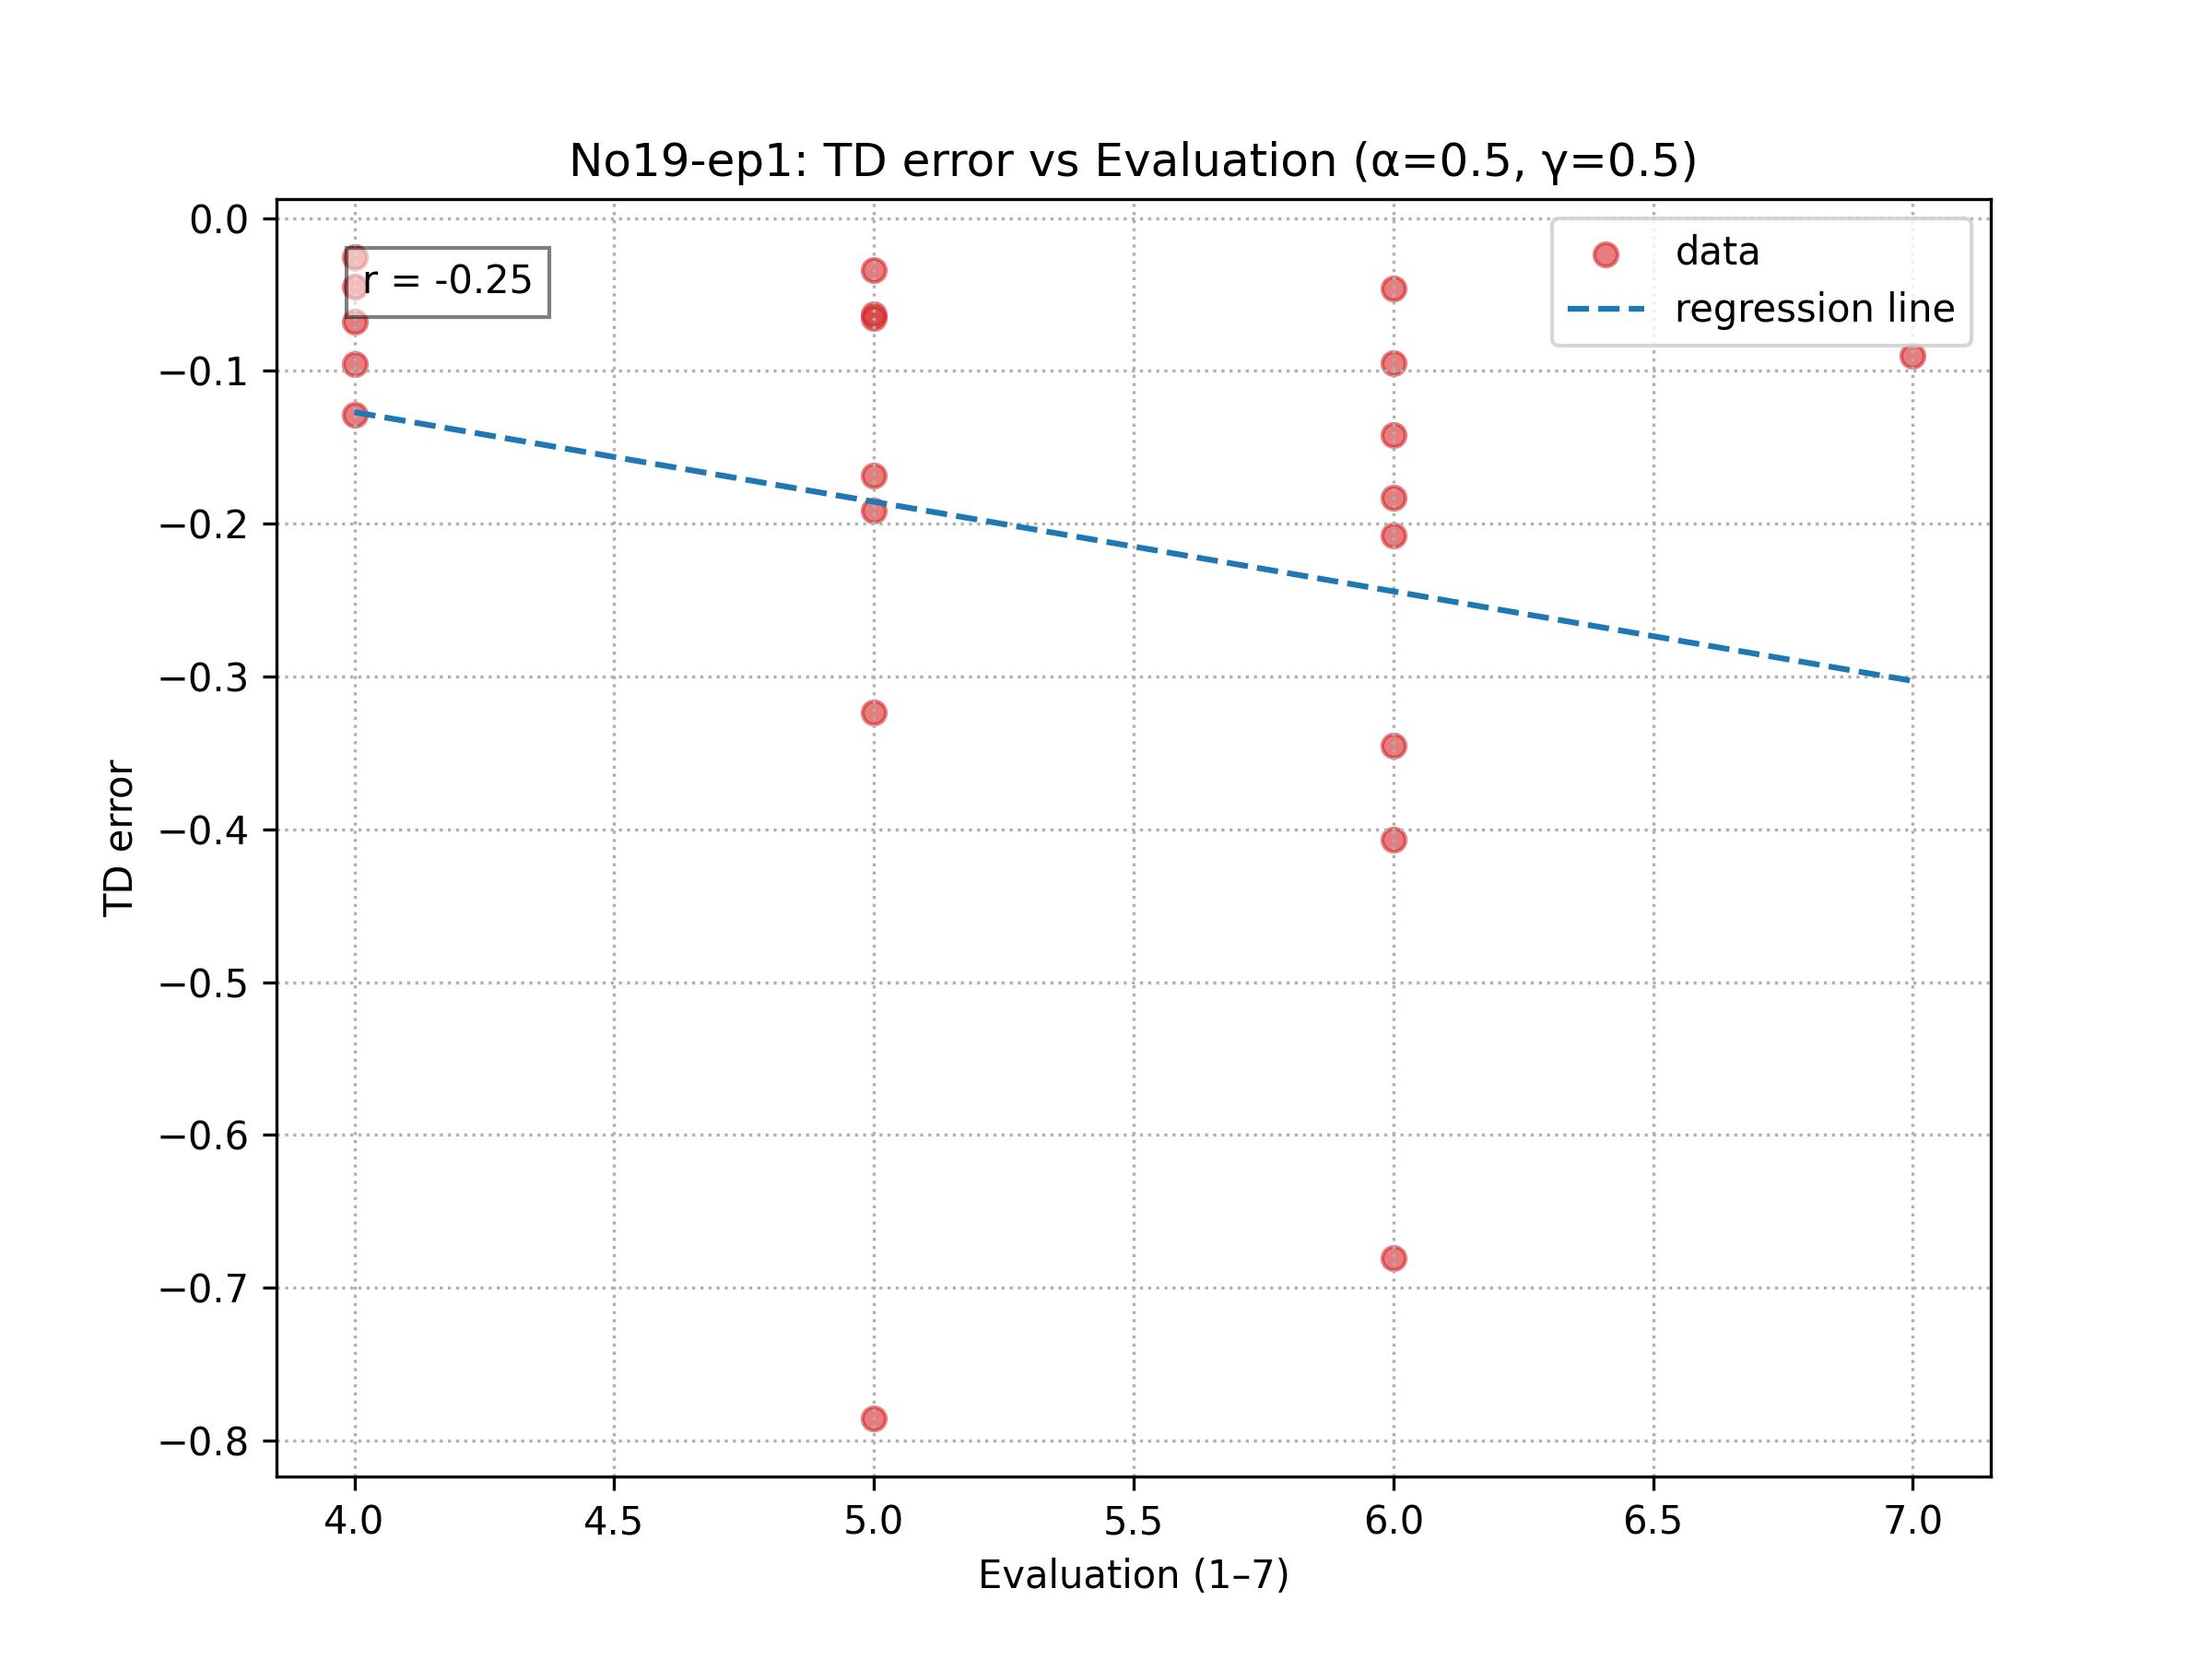 No19-ep1: TD error vs Evaluation (α=0.5, γ=0.5)
r = -0.25
data
regression line
0.0
−0.1
−0.2
−0.3
−0.4
−0.5
−0.6
−0.7
−0.8
TD error
4.0 4.5 5.0 5.5 6.0 6.5 7.0
Evaluation (1–7)